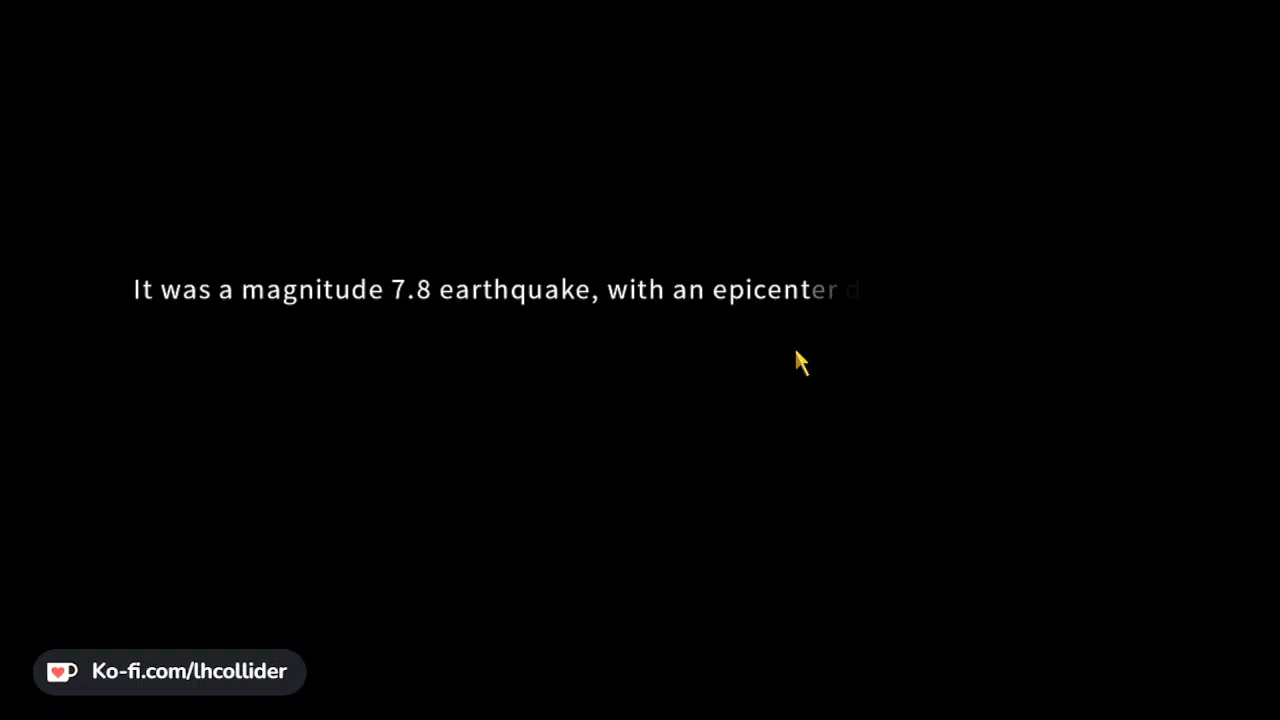 It was a magnitude 7.8 earthquake, with an epicenter
Ko-fi.com/lhcollider